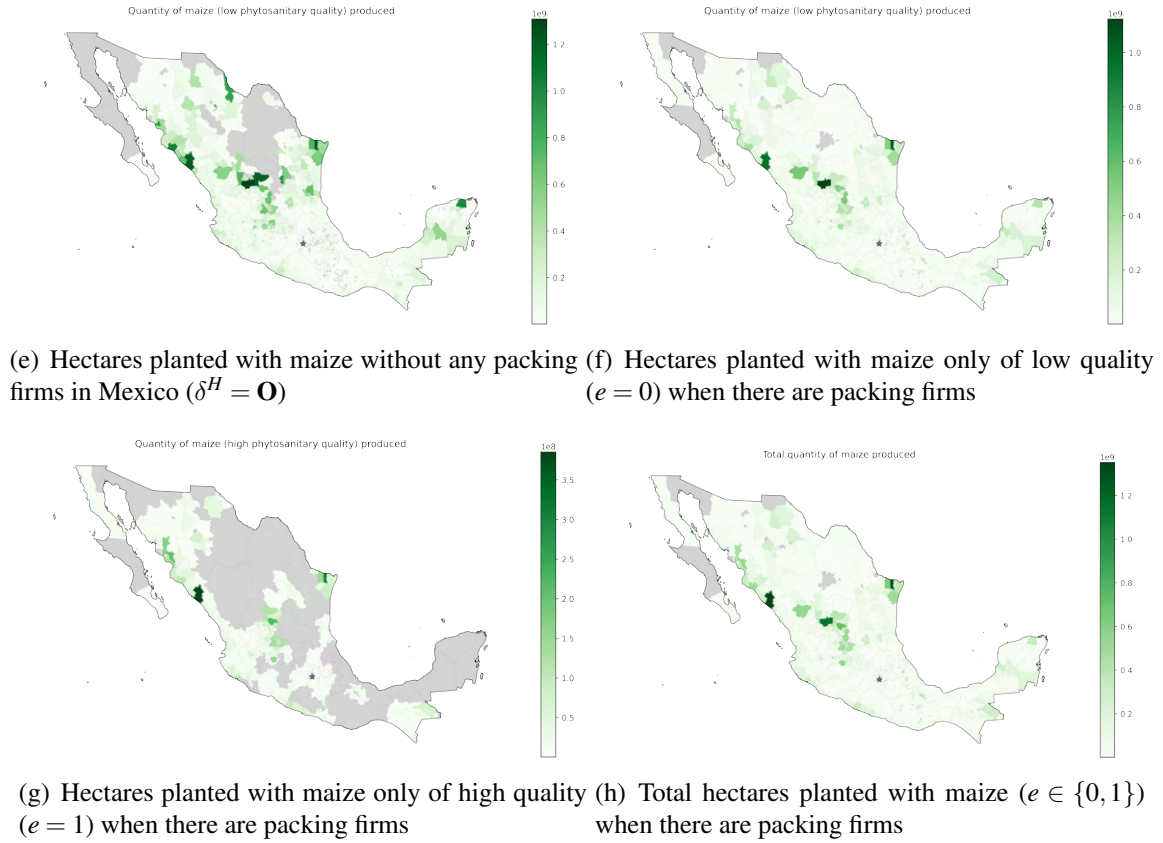 Quantity of maize (low phytosanitary quality) produced
1e9
1.2
1.0
0.8
0.6
0.4
0.2
(e) Hectares planted with maize without any packing
firms in Mexico (δ^H = O)
Quantity of maize (low phytosanitary quality) produced
1e9
1.0
0.8
0.6
0.4
0.2
(f) Hectares planted with maize only of low quality
(e = 0) when there are packing firms
Quantity of maize (high phytosanitary quality) produced
1e8
3.5
3.0
2.5
2.0
1.5
1.0
0.5
(g) Hectares planted with maize only of high quality
(e = 1) when there are packing firms
Total quantity of maize produced
1e9
1.2
1.0
0.8
0.6
0.4
0.2
(h) Total hectares planted with maize (e ∈ {0,1})
when there are packing firms